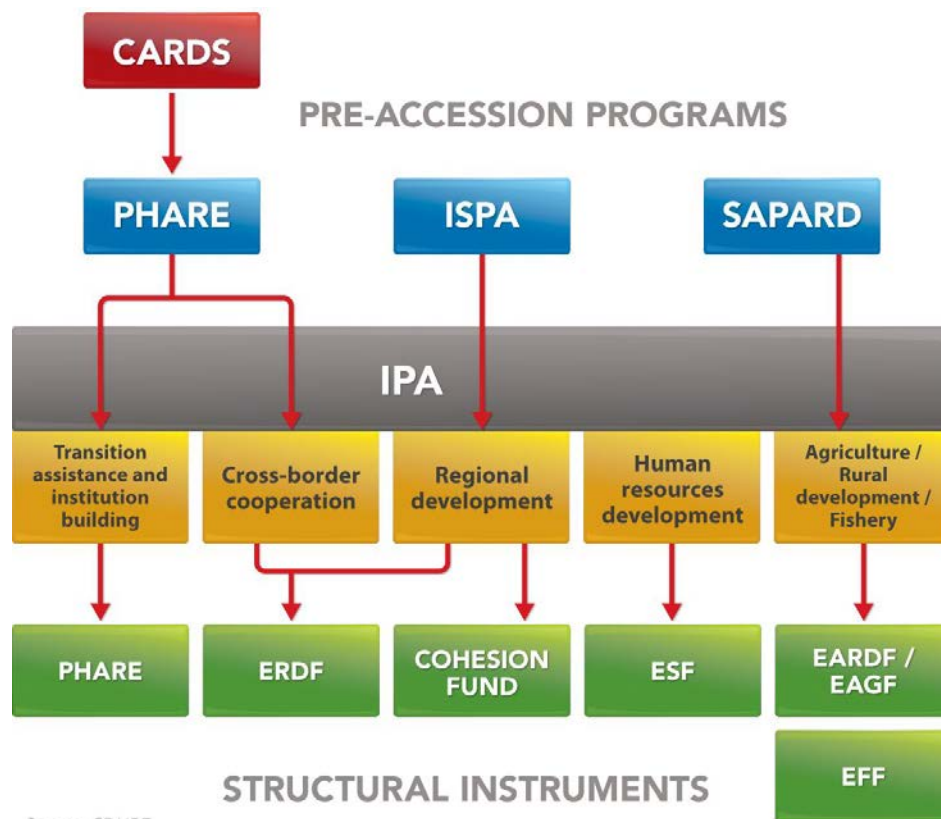 CARDS
PRE-ACCESSION PROGRAMS
PHARE
ISPA
SAPARD
IPA
Transition
assistance and
institution
building
Cross-border
cooperation
Regional
development
Human
resources
development
Agriculture /
Rural
development /
Fishery
PHARE
ERDF
COHESION
FUND
ESF
EARDF /
EAGF
STRUCTURAL INSTRUMENTS
EFF